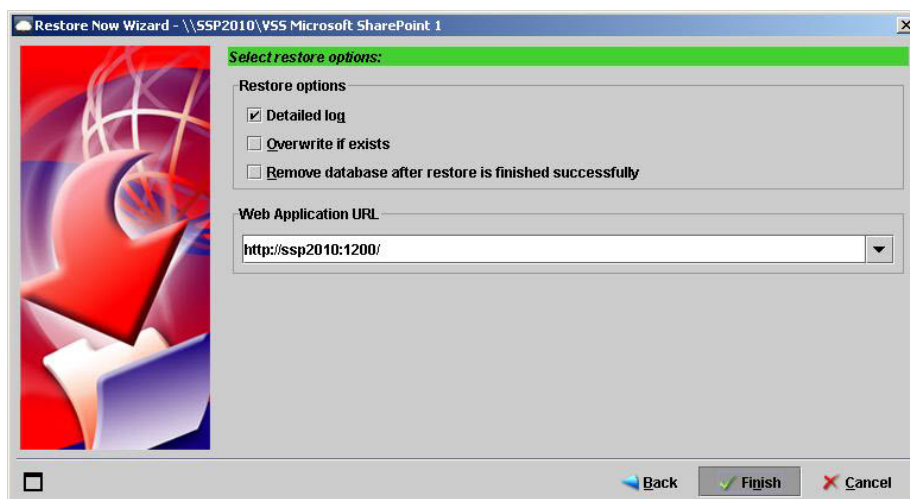 Restore Now Wizard - \\SSP2010\VSS Microsoft SharePoint 1
Select restore options:
Restore options
Detailed log
Overwrite if exists
Remove database after restore is finished successfully
Web Application URL
http://ssp2010:1200/
Back Finish Cancel